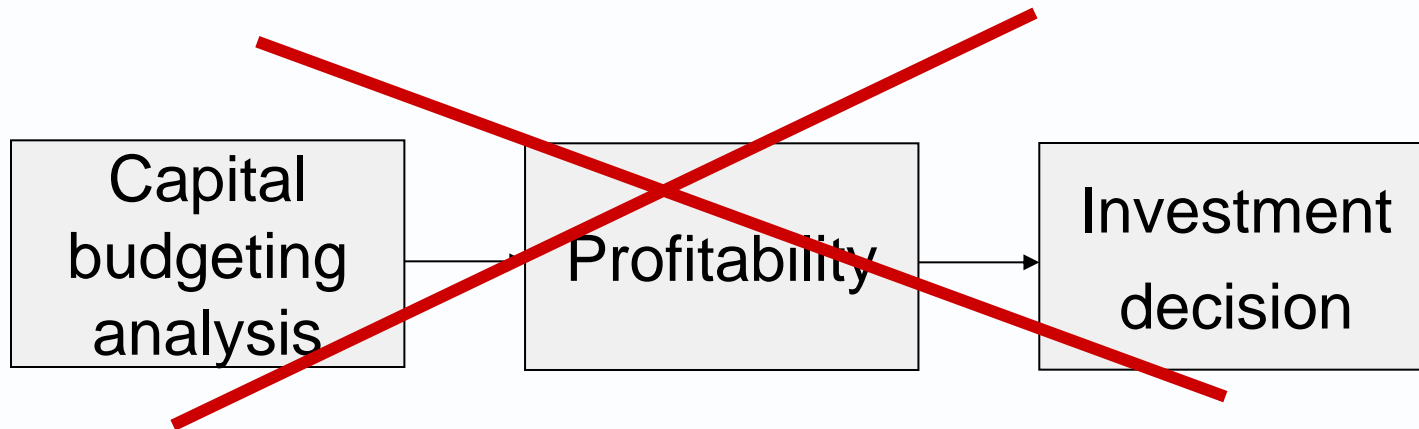 Capital
budgeting
analysis
Profitability
Investment
decision